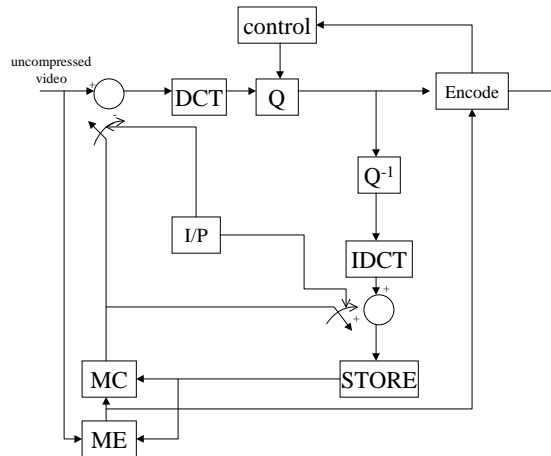 control
uncompressed
video
+
DCT
Q
Encode
-
Q-1
I/P
IDCT
+
+
MC
STORE
ME